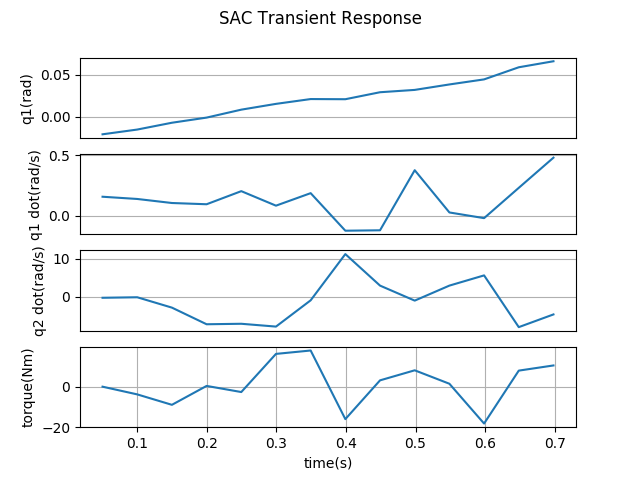 SAC Transient Response
q1(rad)
0.05
0.00
q1 dot(rad/s)
0.5
0.0
q2 dot(rad/s)
10
0
torque(Nm)
0
−20
0.1 0.2 0.3 0.4 0.5 0.6 0.7
time(s)